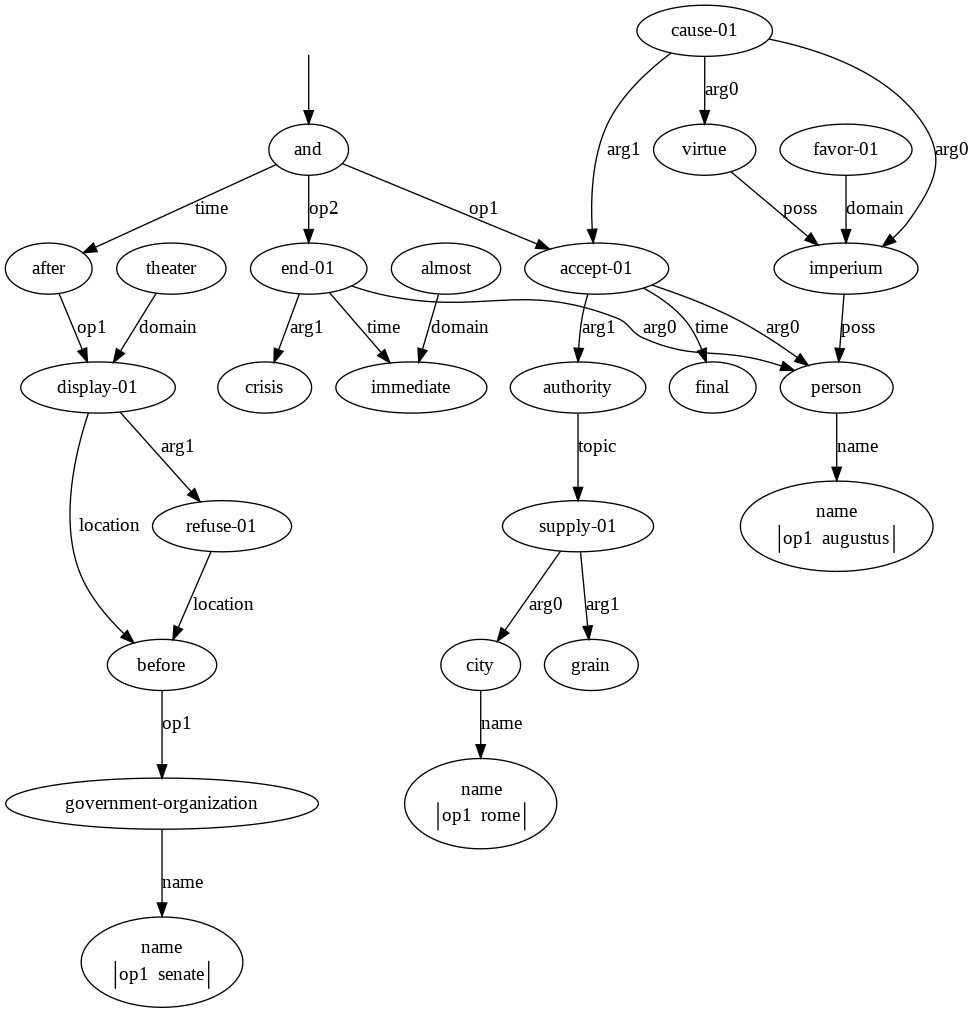 cause-01
arg0
and
arg1
virtue
favor-01
arg0
time
op2
op1
poss
domain
after
theater
end-01
almost
accept-01
imperium
op1
domain
arg1
time
domain
arg0
arg1
time
arg0
poss
display-01
crisis
immediate
authority
final
person
arg1
topic
name
location
refuse-01
supply-01
name
op1 augustus
location
arg0
arg1
before
city
grain
op1
name
government-organization
name
op1 rome
name
name
op1 senate